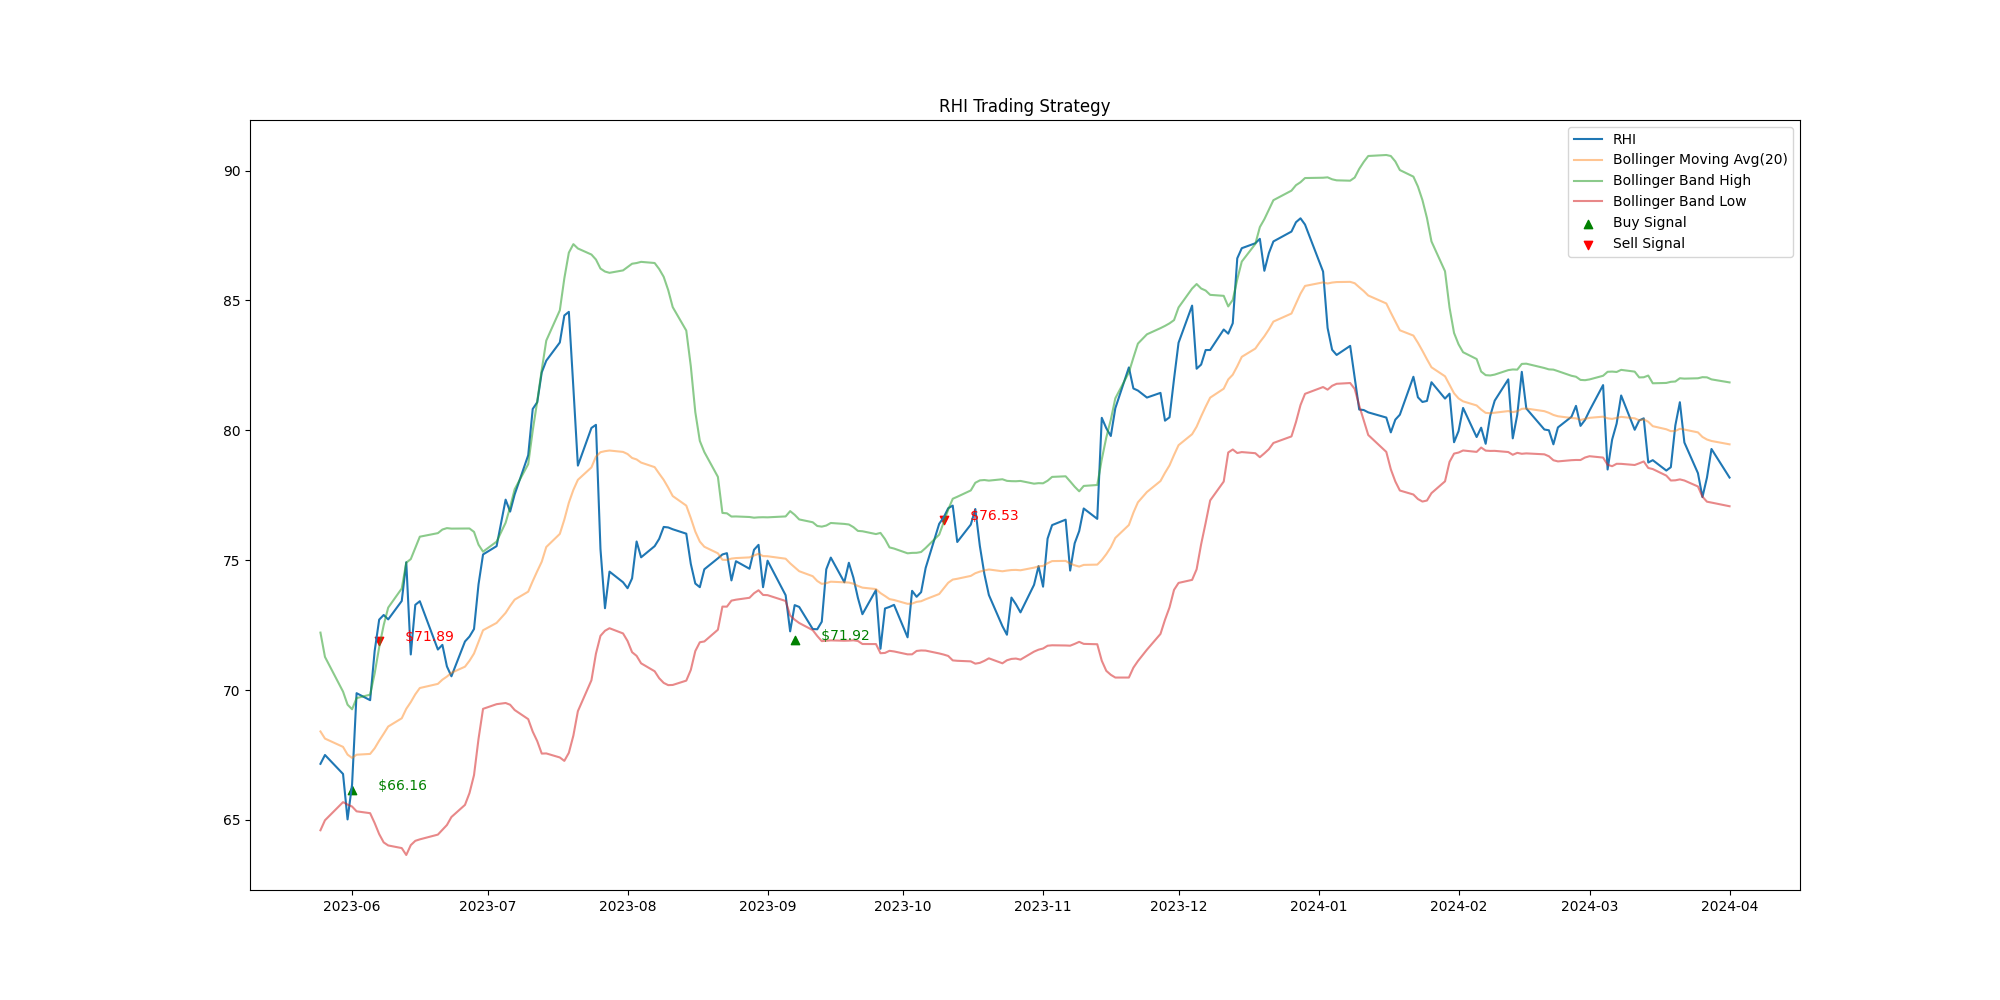 RHI Trading Strategy
RHI
Bollinger Moving Avg(20)
Bollinger Band High
Bollinger Band Low
Buy Signal
Sell Signal
90
85
80
75
70
65
$76.53
$71.89
$71.92
$66.16
2023-06 2023-07 2023-08 2023-09 2023-10 2023-11 2023-12 2024-01 2024-02 2024-03 2024-04